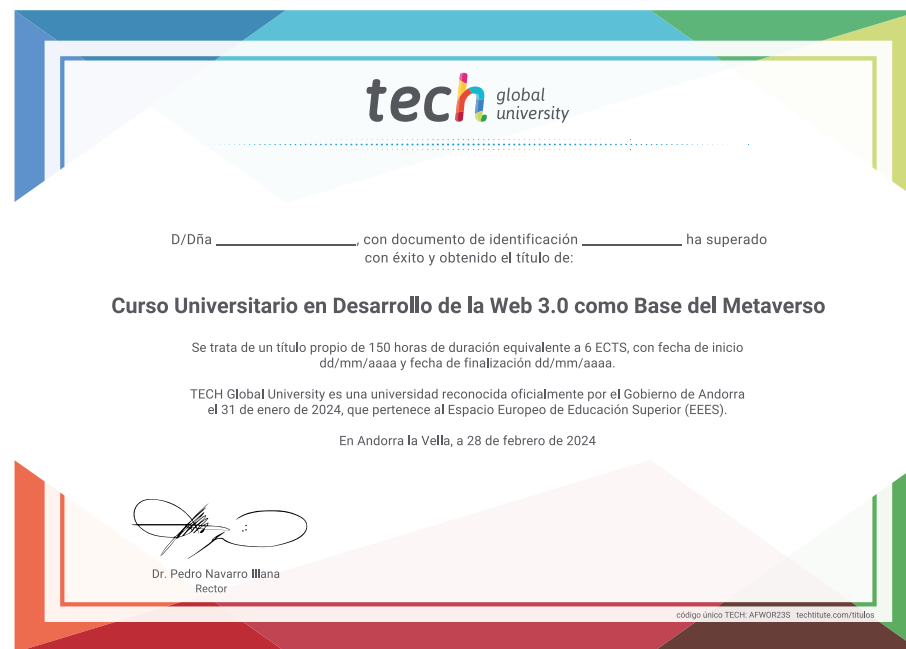 tech global university
D/Dña ________________, con documento de identificación ____________ ha superado
con éxito y obtenido el título de:
Curso Universitario en Desarrollo de la Web 3.0 como Base del Metaverso
Se trata de un título propio de 150 horas de duración equivalente a 6 ECTS, con fecha de inicio
dd/mm/aaaa y fecha de finalización dd/mm/aaaa.
TECH Global University es una universidad reconocida oficialmente por el Gobierno de Andorra
el 31 de enero de 2024, que pertenece al Espacio Europeo de Educación Superior (EEES).
En Andorra la Vella, a 28 de febrero de 2024
Dr. Pedro Navarro Illana
Rector
código único TECH: AFWOR23S techtitute.com/titulos